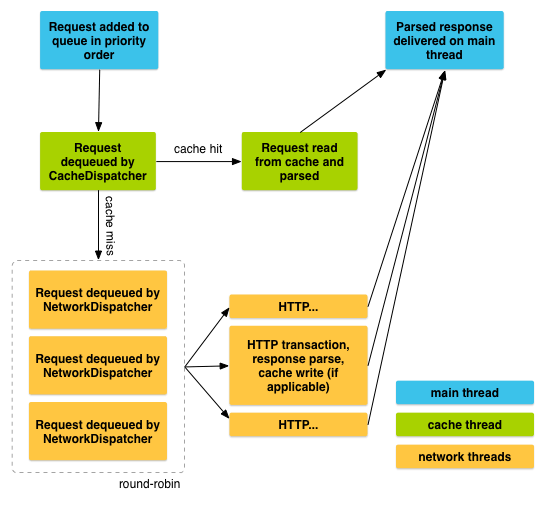 Request added to
queue in priority
order
Parsed response
delivered on main
thread
Request
dequeued by
CacheDispatcher
cache hit
Request read
from cache and
parsed
cache miss
Request dequeued by
NetworkDispatcher
Request dequeued by
NetworkDispatcher
Request dequeued by
NetworkDispatcher
round-robin
HTTP...
HTTP transaction,
response parse,
cache write (if
applicable)
HTTP...
main thread
cache thread
network threads